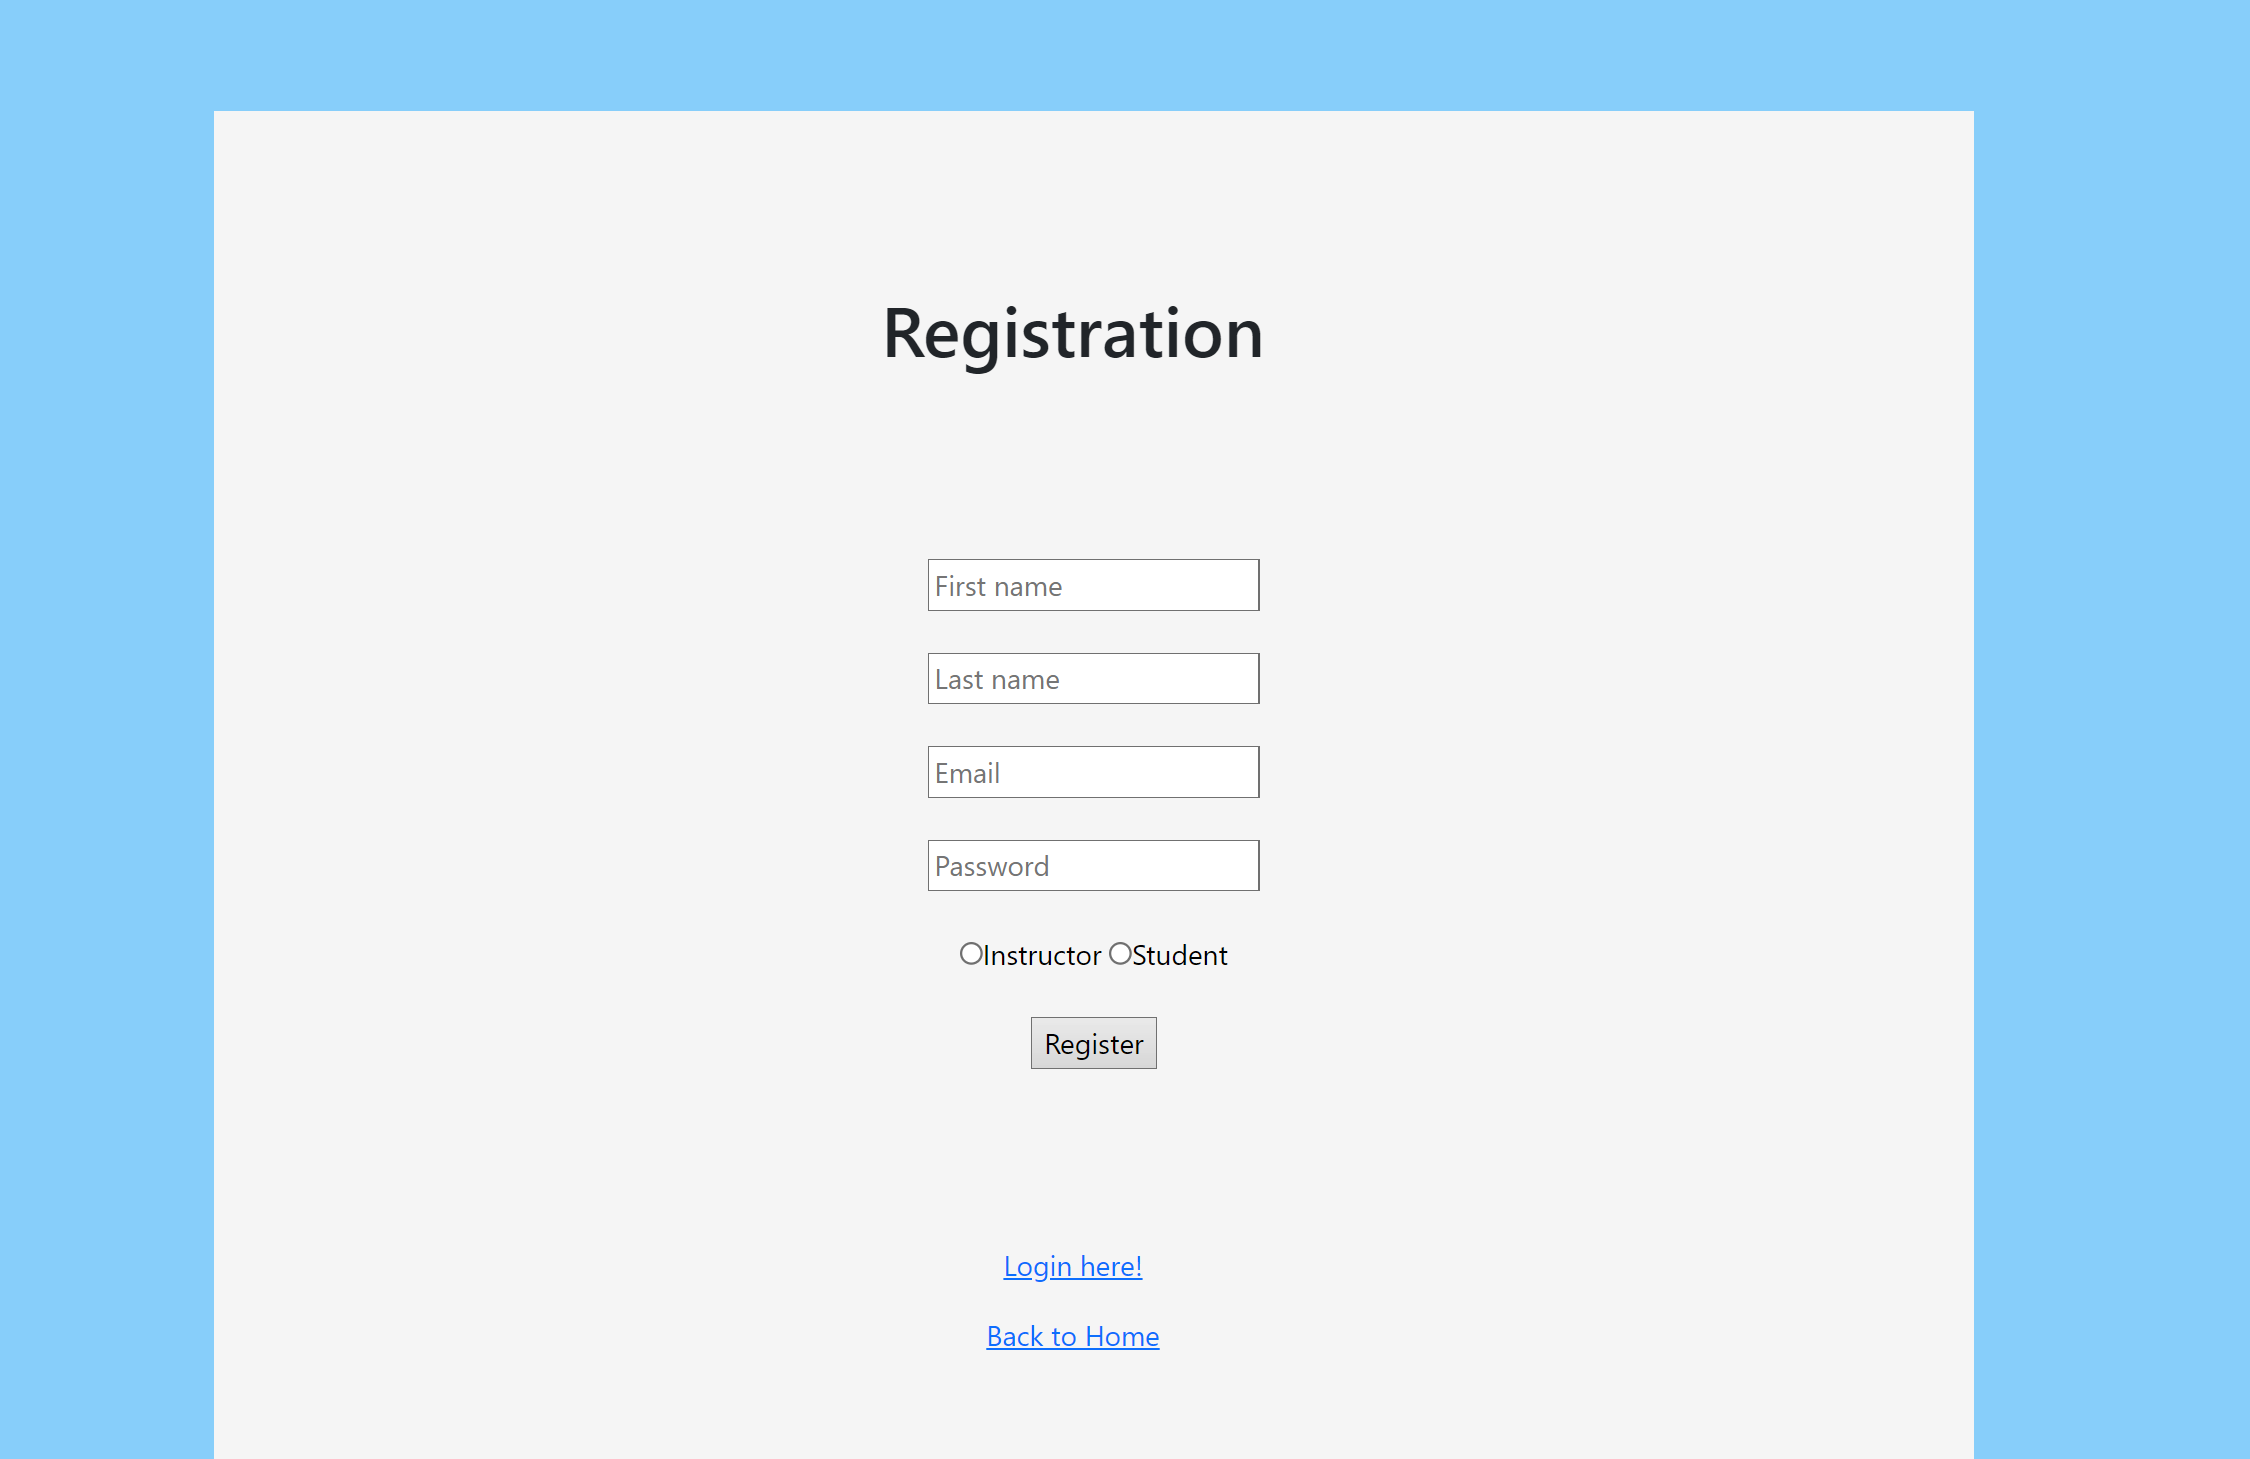 Registration
First name
Last name
Email
Password
Instructor Student
Register
Login here!
Back to Home